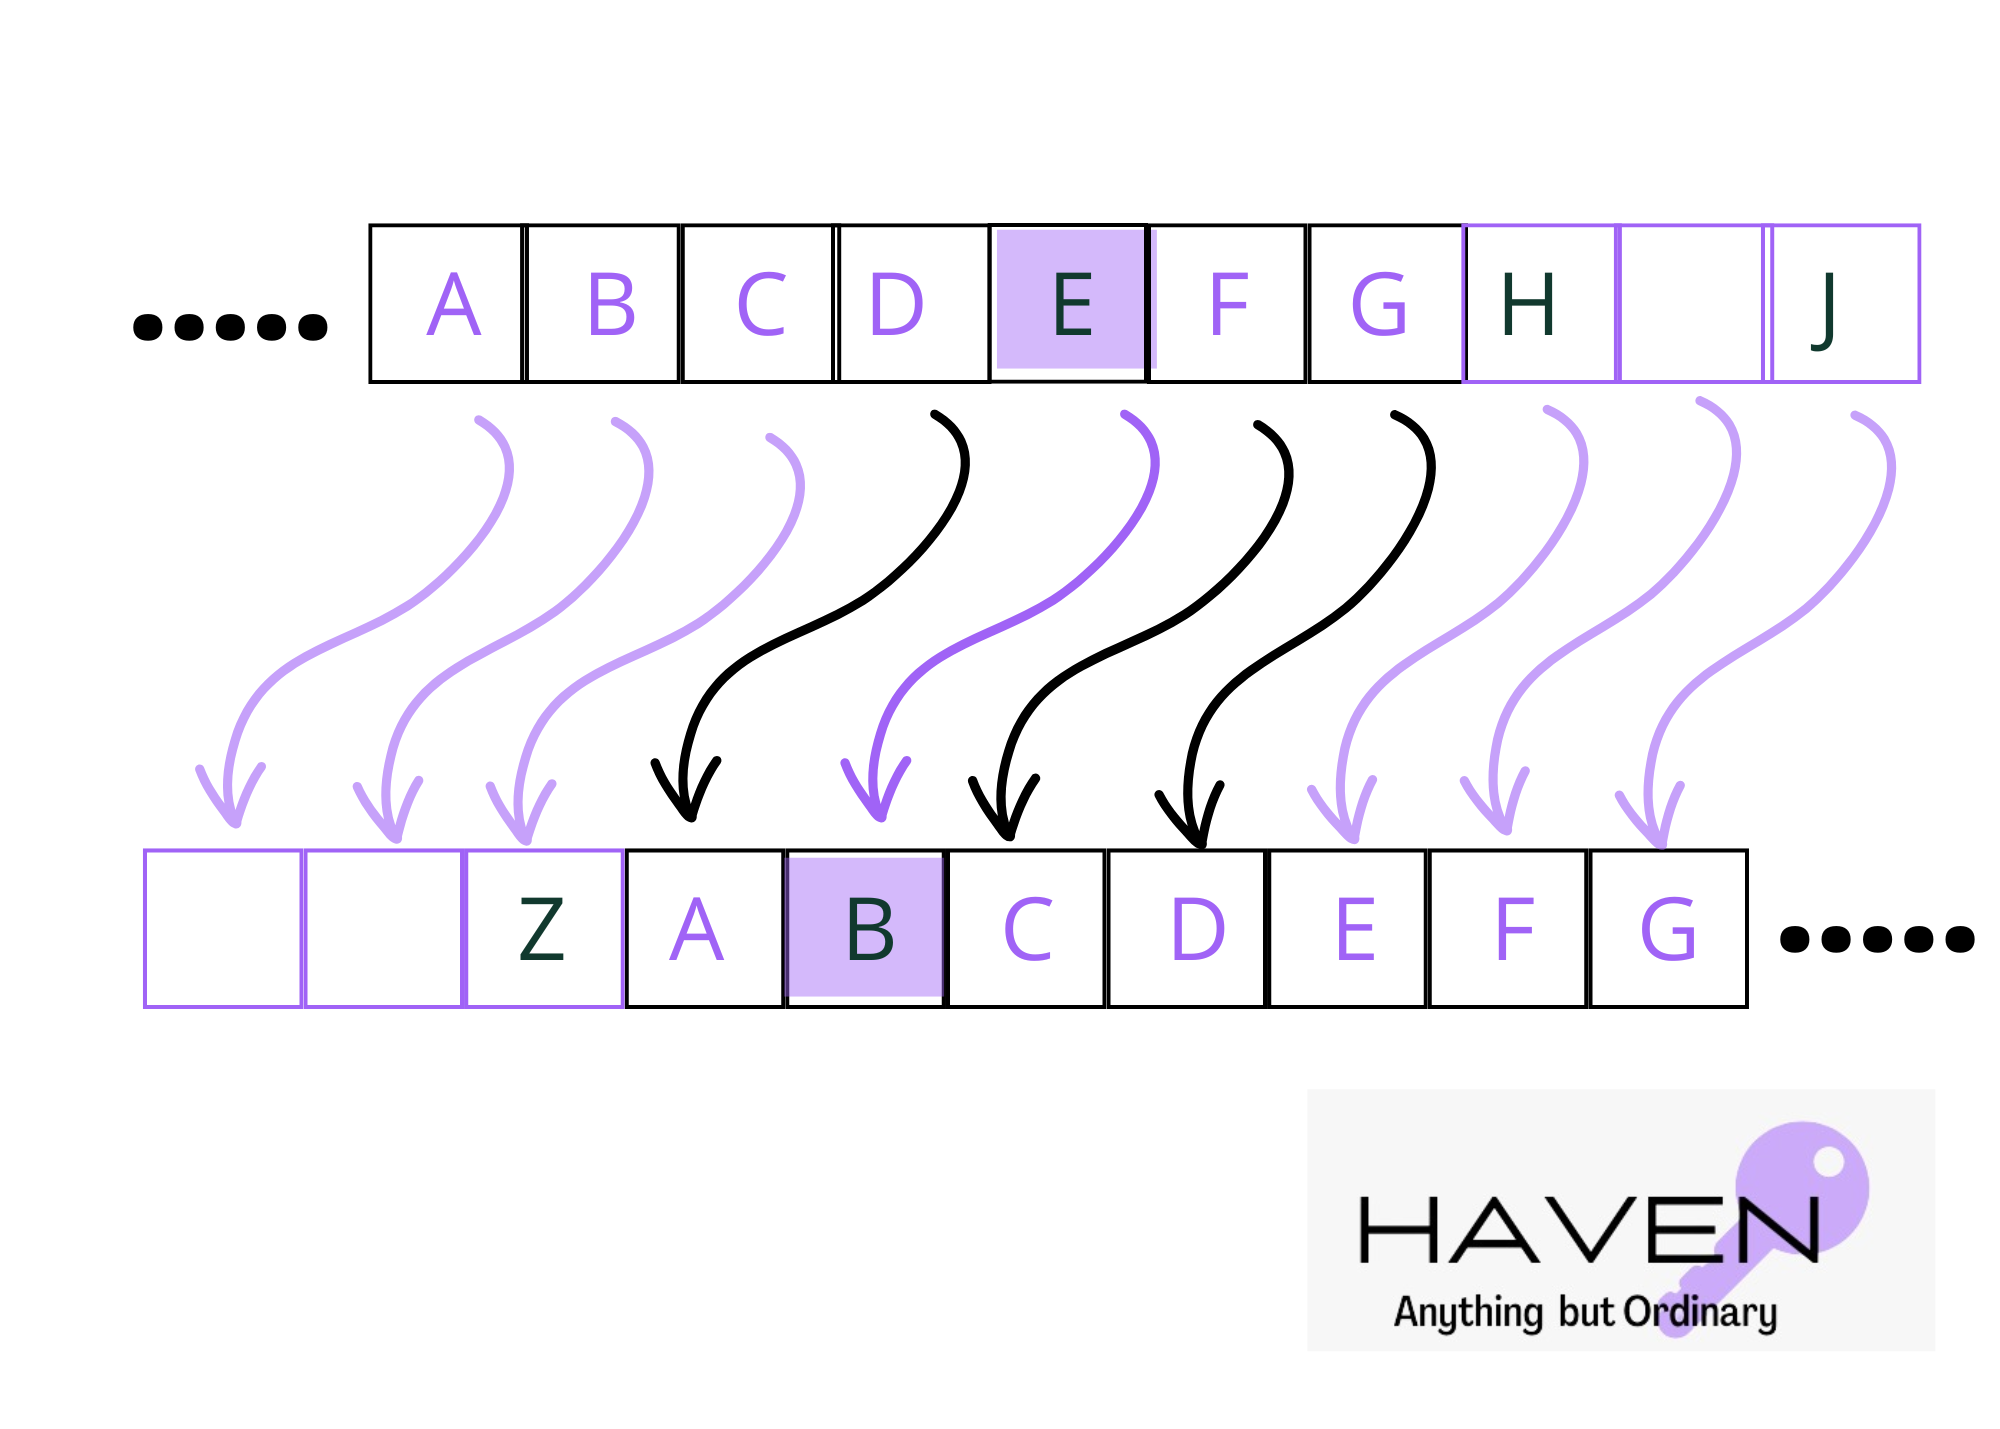 ..... A B C D E F G H J
Z A B C D E F G .....
HAVEN
Anything but Ordinary